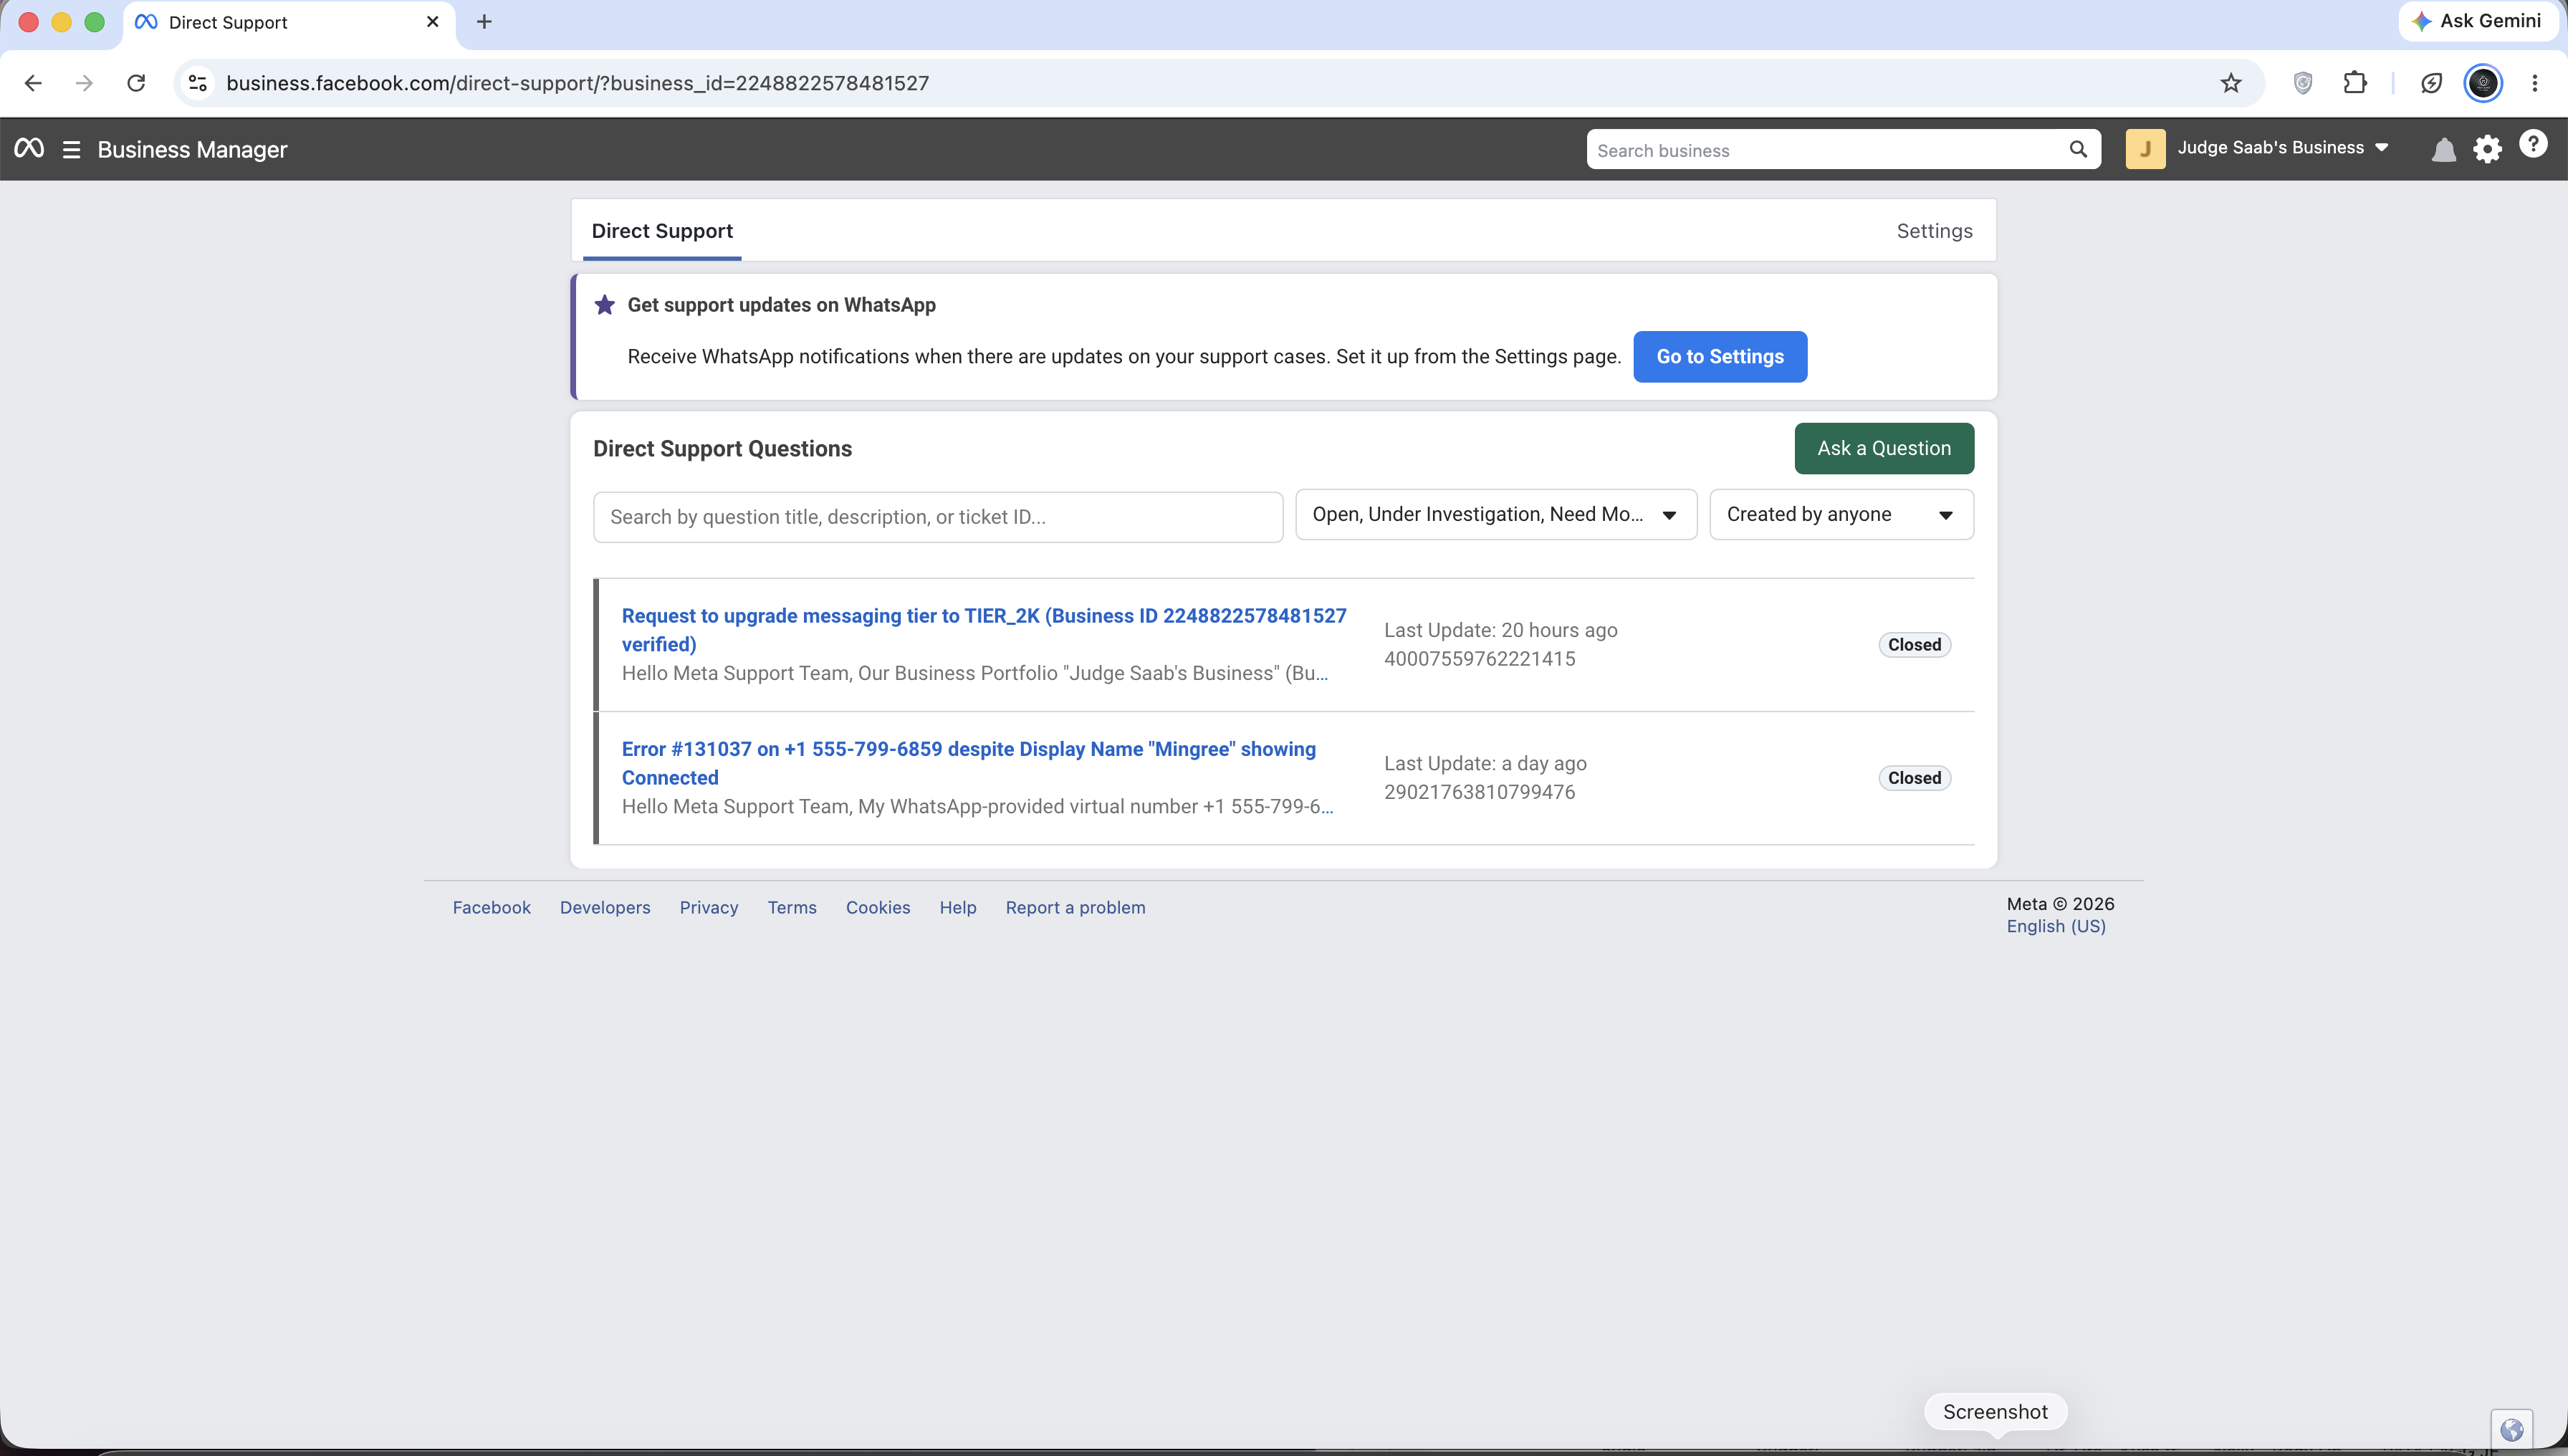 Direct Support
Ask Gemini
business.facebook.com/direct-support/?business_id=2248822578481527
Business Manager
Search business
J
Judge Saab's Business
Direct Support
Settings
Get support updates on WhatsApp
Receive WhatsApp notifications when there are updates on your support cases. Set it up from the Settings page.
Go to Settings
Direct Support Questions
Ask a Question
Search by question title, description, or ticket ID...
Open, Under Investigation, Need Mo...
Created by anyone
Request to upgrade messaging tier to TIER_2K (Business ID 2248822578481527
verified)
Hello Meta Support Team, Our Business Portfolio "Judge Saab's Business" (Bu...
Last Update: 20 hours ago
40007559762221415
Closed
Error #131037 on +1 555-799-6859 despite Display Name "Mingree" showing
Connected
Hello Meta Support Team, My WhatsApp-provided virtual number +1 555-799-6...
Last Update: a day ago
29021763810799476
Closed
Facebook Developers Privacy Terms Cookies Help Report a problem
Meta © 2026
English (US)
Screenshot